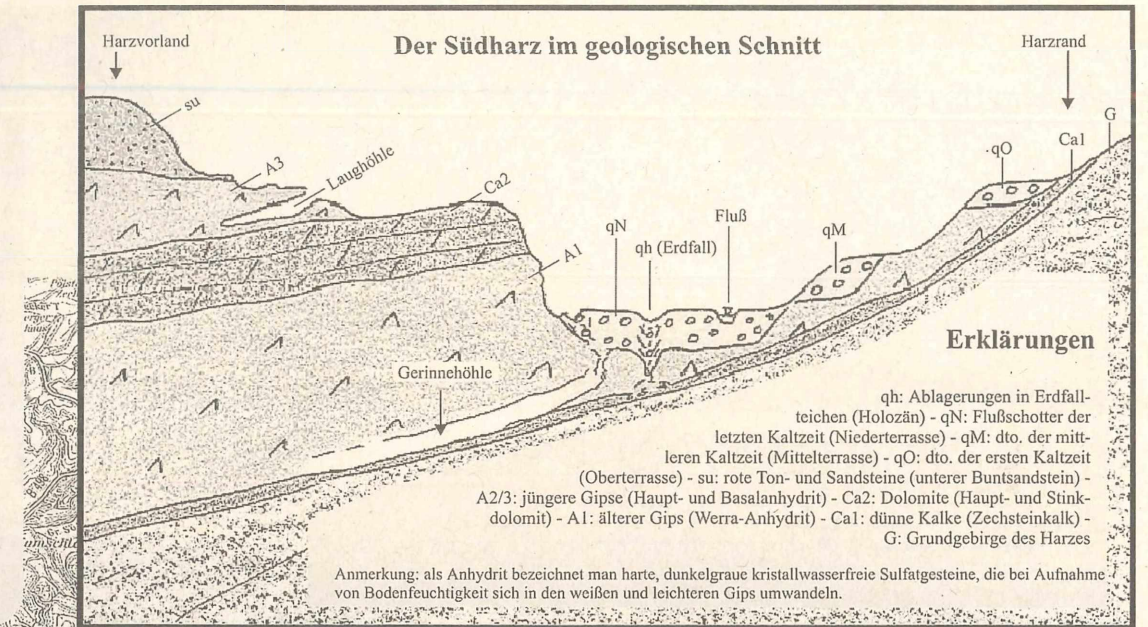 Der Südharz im geologischen Schnitt
Harzvorland
Harzrand
su
G
A3
Laughöhle
Ca2
qO
Ca1
qN
Fluß
qh (Erdfall)
qM
A1
Gerinnehöhle
Erklärungen
qh: Ablagerungen in Erdfall-
teichen (Holozän) - qN: Flußschotter der
letzten Kaltzeit (Niederterrasse) - qM: dto. der mitt-
leren Kaltzeit (Mittelterrasse) - qO: dto. der ersten Kaltzeit
(Oberterrasse) - su: rote Ton- und Sandsteine (unterer Buntsandstein) -
A2/3: jüngere Gipse (Haupt- und Basalanhydrit) - Ca2: Dolomite (Haupt- und Stink-
dolomit) - A1: älterer Gips (Werra-Anhydrit) - Ca1: dünne Kalke (Zechsteinkalk) -
G: Grundgebirge des Harzes
Anmerkung: als Anhydrit bezeichnet man harte, dunkelgraue kristallwasserfreie Sulfatgesteine, die bei Aufnahme
von Bodenfeuchtigkeit sich in den weißen und leichteren Gips umwandeln.